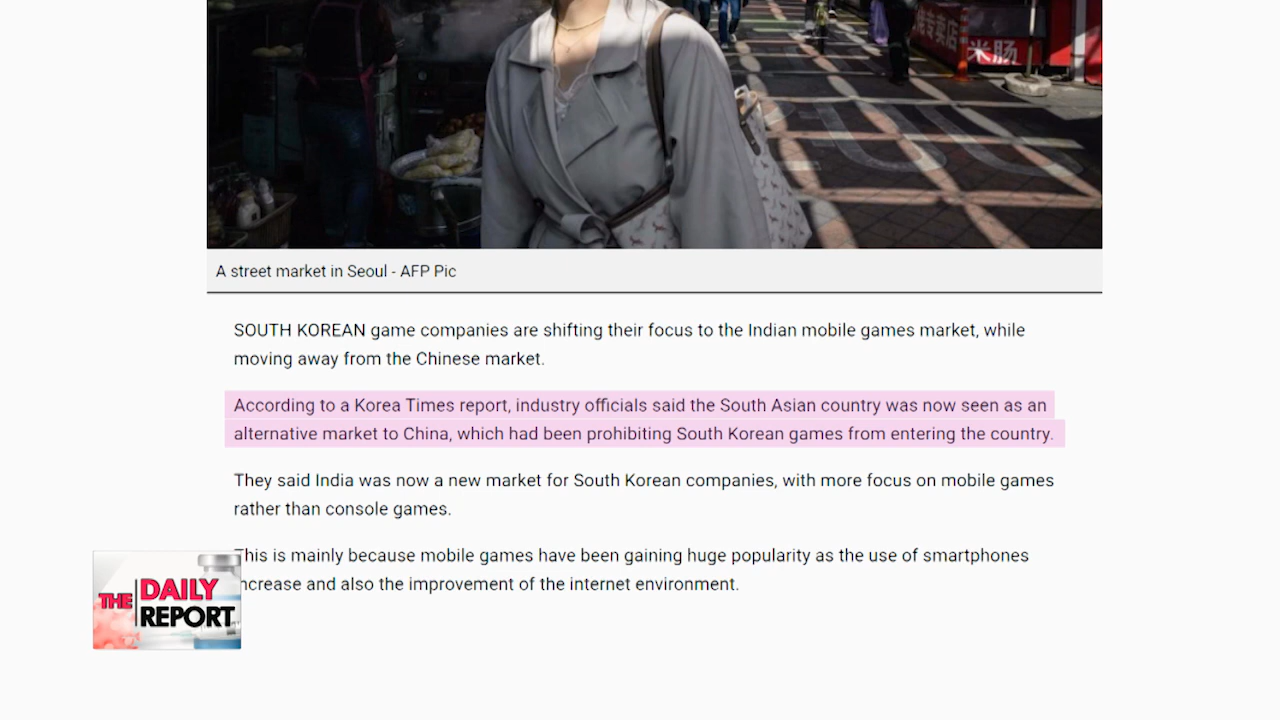 米肠
A street market in Seoul - AFP Pic
SOUTH KOREAN game companies are shifting their focus to the Indian mobile games market, while
moving away from the Chinese market.
According to a Korea Times report, industry officials said the South Asian country was now seen as an
alternative market to China, which had been prohibiting South Korean games from entering the country.
They said India was now a new market for South Korean companies, with more focus on mobile games
rather than console games.
This is mainly because mobile games have been gaining huge popularity as the use of smartphones
increase and also the improvement of the internet environment.
THE DAILY
REPORT